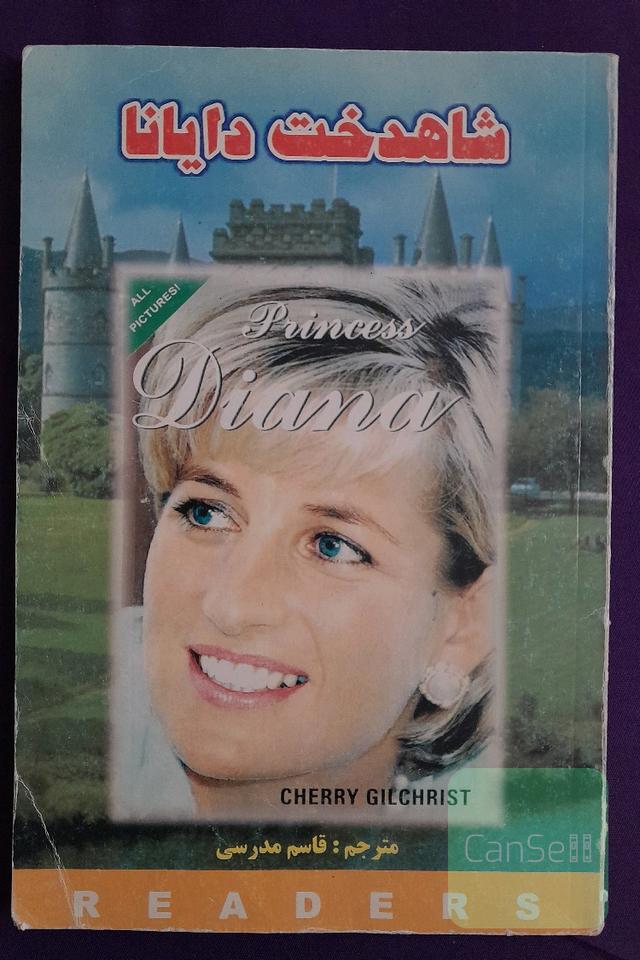 شاهدخت دایانا
ALL
PICTURES!
Princess
Diana
CHERRY GILCHRIST
مترجم : قاسم مدرسی
CanSell
READERS